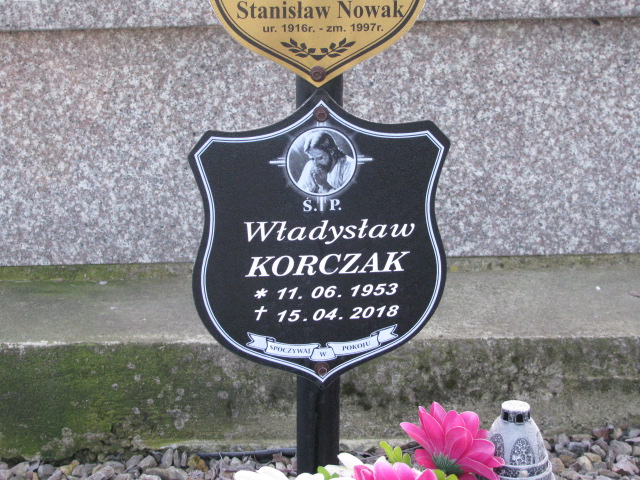 Stanisław Nowak
ur. 1916r. - zm. 1997r.
Ś. P.
Władysław
KORCZAK
* 11. 06. 1953
† 15. 04. 2018
SPOCZYWAJ W POKOJU